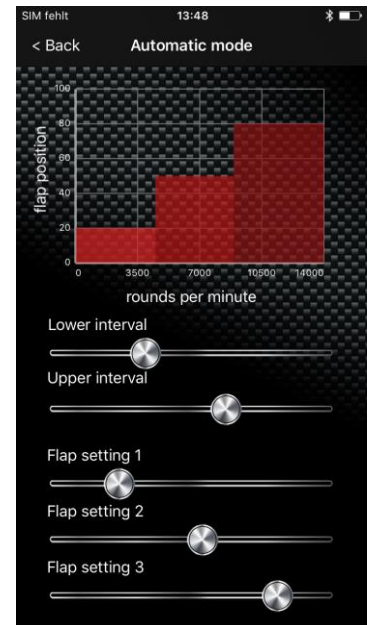 SIM fehlt 13:48
< Back Automatic mode
100
80
60
40
20
0
flap position
0 3500 7000 10500 14000
rounds per minute
Lower interval
Upper interval
Flap setting 1
Flap setting 2
Flap setting 3